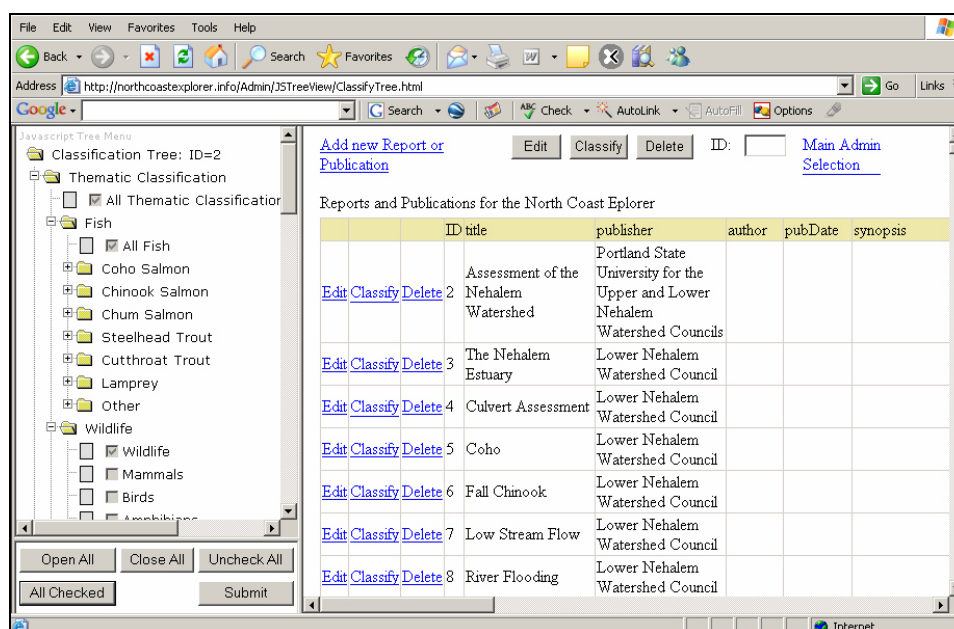 File Edit View Favorites Tools Help
Back Search Favorites W
Address http://northcoastexplorer.info/Admin/JSTreeView/ClassifyTree.html Go Links
Google G Search ABC Check AutoLink AutoFill Options
Javascript Tree Menu
Classification Tree: ID=2
Thematic Classification
All Thematic Classification
Fish
All Fish
Coho Salmon
Chinook Salmon
Chum Salmon
Steelhead Trout
Cutthroat Trout
Lamprey
Other
Wildlife
Wildlife
Mammals
Birds
Amphibians
Open All Close All Uncheck All
All Checked Submit
Add new Report or
Publication
Edit Classify Delete ID:
Main Admin
Selection
Reports and Publications for the North Coast Eplorer
ID title publisher author pubDate synopsis
Edit Classify Delete 2
Assessment of the
Nehalem
Watershed
Portland State
University for the
Upper and Lower
Nehalem
Watershed Councils
Edit Classify Delete 3
The Nehalem
Estuary
Lower Nehalem
Watershed Council
Edit Classify Delete 4 Culvert Assessment
Lower Nehalem
Watershed Council
Edit Classify Delete 5 Coho
Lower Nehalem
Watershed Council
Edit Classify Delete 6 Fall Chinook
Lower Nehalem
Watershed Council
Edit Classify Delete 7 Low Stream Flow
Lower Nehalem
Watershed Council
Edit Classify Delete 8 River Flooding
Lower Nehalem
Watershed Council
Internet